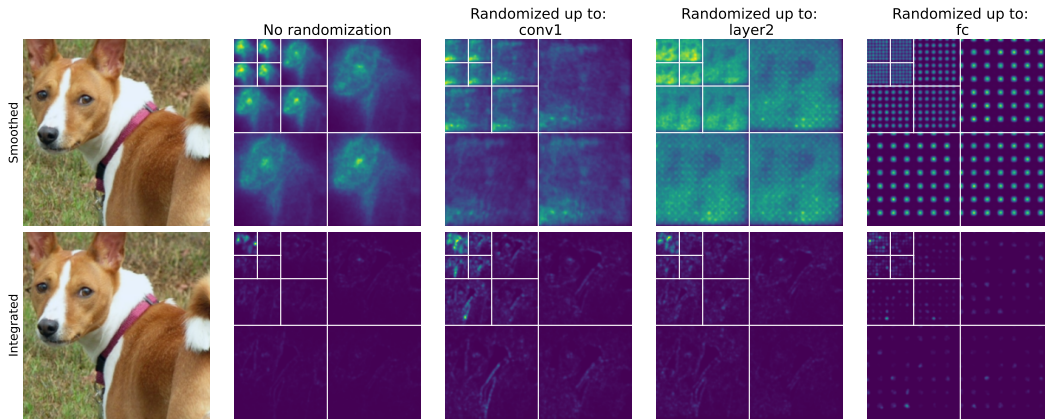 No randomization
Randomized up to:
conv1
Randomized up to:
layer2
Randomized up to:
fc
Smoothed
Integrated